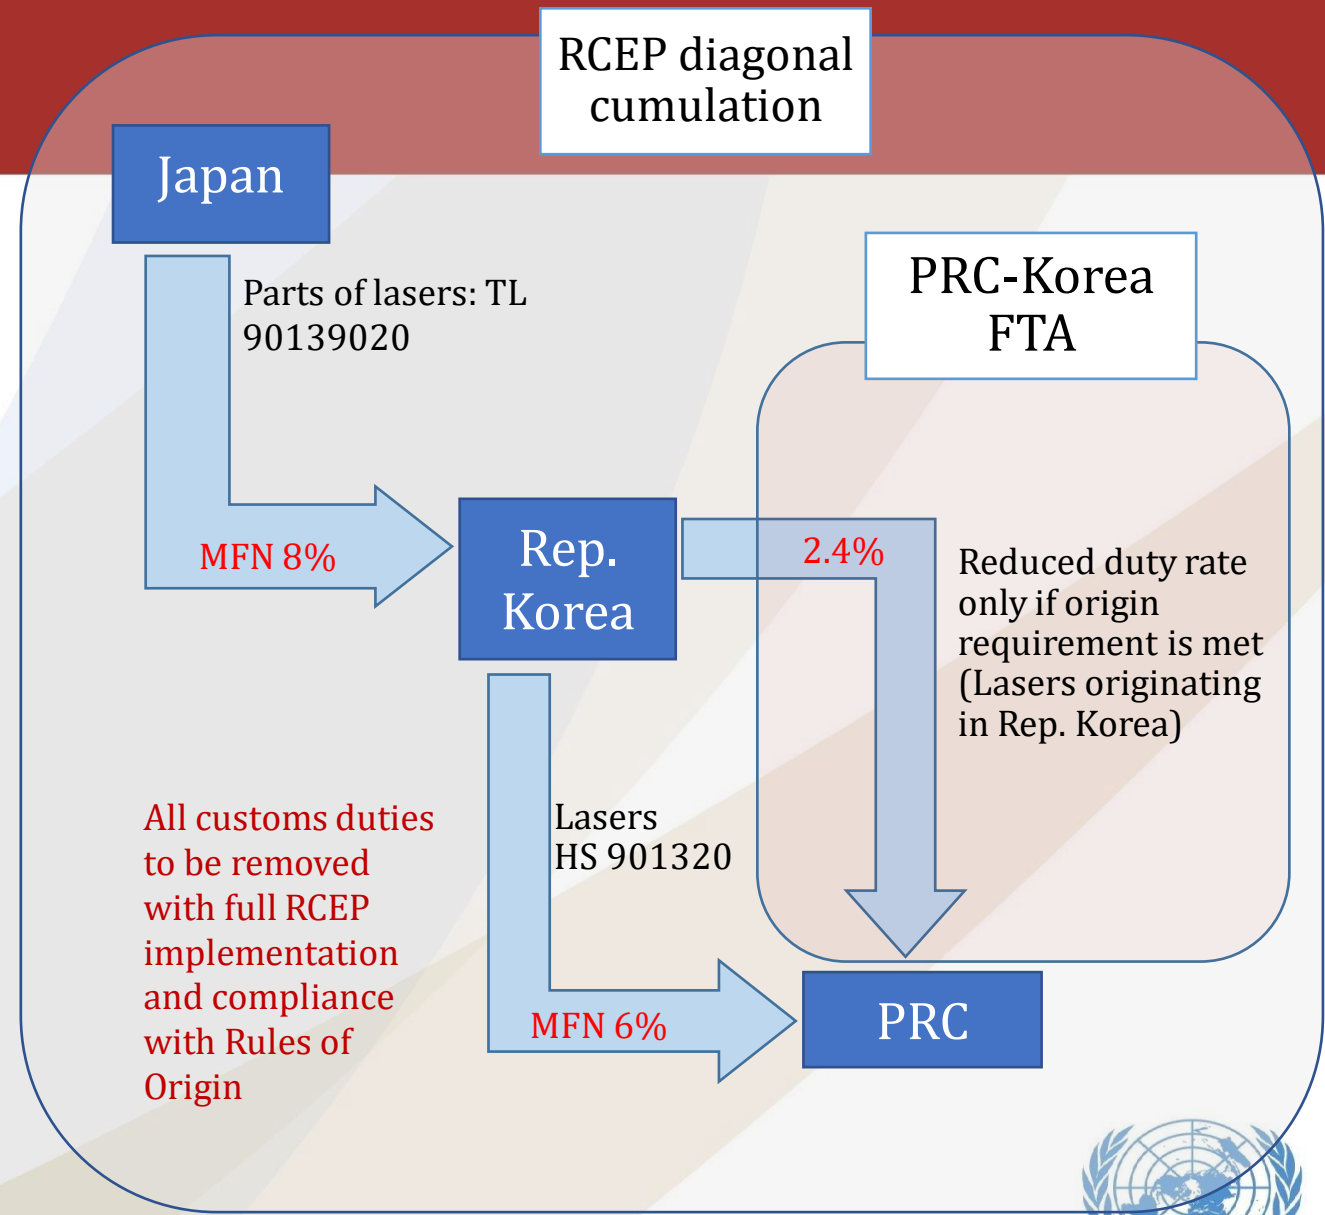 RCEP diagonal
cumulation
Japan
Parts of lasers: TL
90139020
PRC-Korea
FTA
MFN 8%
Rep.
Korea
2.4%
Reduced duty rate
only if origin
requirement is met
(Lasers originating
in Rep. Korea)
All customs duties
to be removed
with full RCEP
implementation
and compliance
with Rules of
Origin
Lasers
HS 901320
MFN 6%
PRC